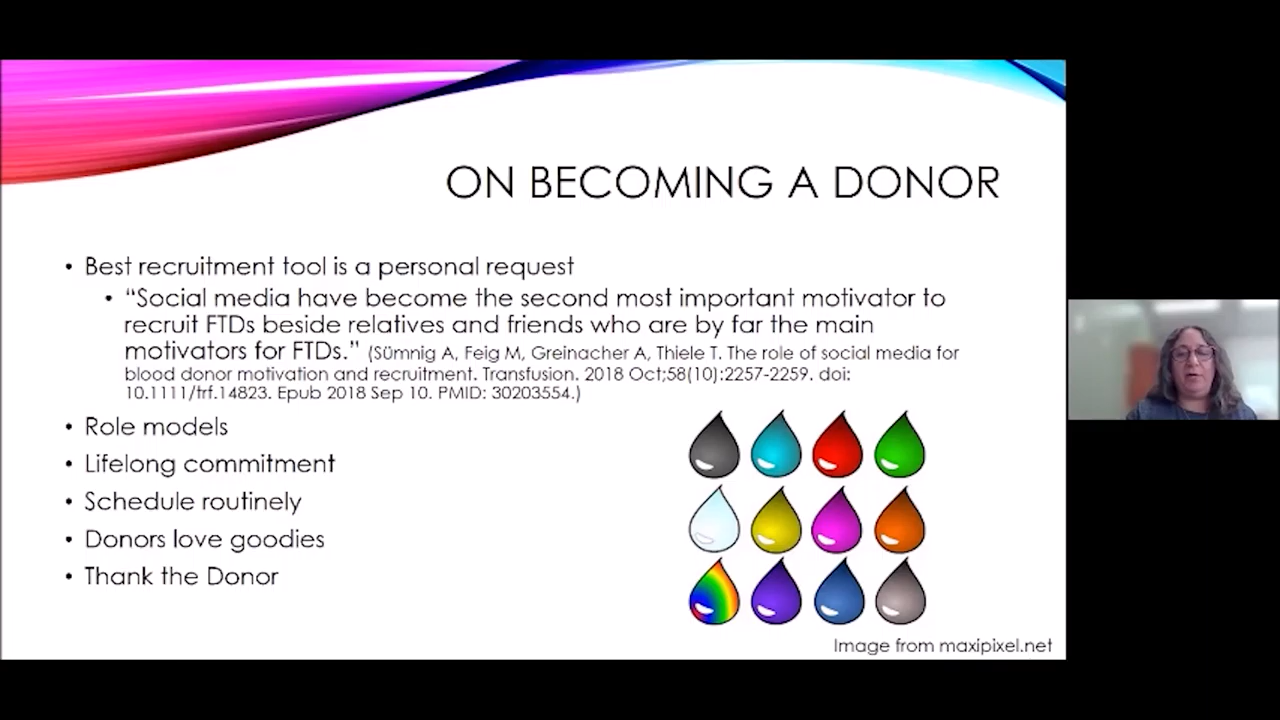 ON BECOMING A DONOR
• Best recruitment tool is a personal request
• “Social media have become the second most important motivator to
recruit FTDs beside relatives and friends who are by far the main
motivators for FTDs.” (Sümnig A, Feig M, Greinacher A, Thiele T. The role of social media for
blood donor motivation and recruitment. Transfusion. 2018 Oct;58(10):2257-2259. doi:
10.1111/trf.14823. Epub 2018 Sep 10. PMID: 30203554.)
• Role models
• Lifelong commitment
• Schedule routinely
• Donors love goodies
• Thank the Donor
Image from maxipixel.net